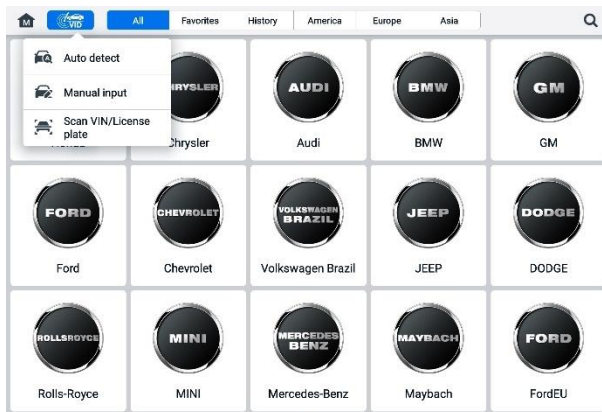 M VID All Favorites History America Europe Asia
Auto detect
Manual input
Scan VIN/License
plate
AUDI BMW GM
Chrysler Audi BMW GM
FORD CHEVROLET VOLKSWAGEN BRAZIL JEEP DODGE
Ford Chevrolet Volkswagen Brazil JEEP DODGE
ROLLSROYCE MINI MERCEDES BENZ MAYBACH FORD
Rolls-Royce MINI Mercedes-Benz Maybach FordEU